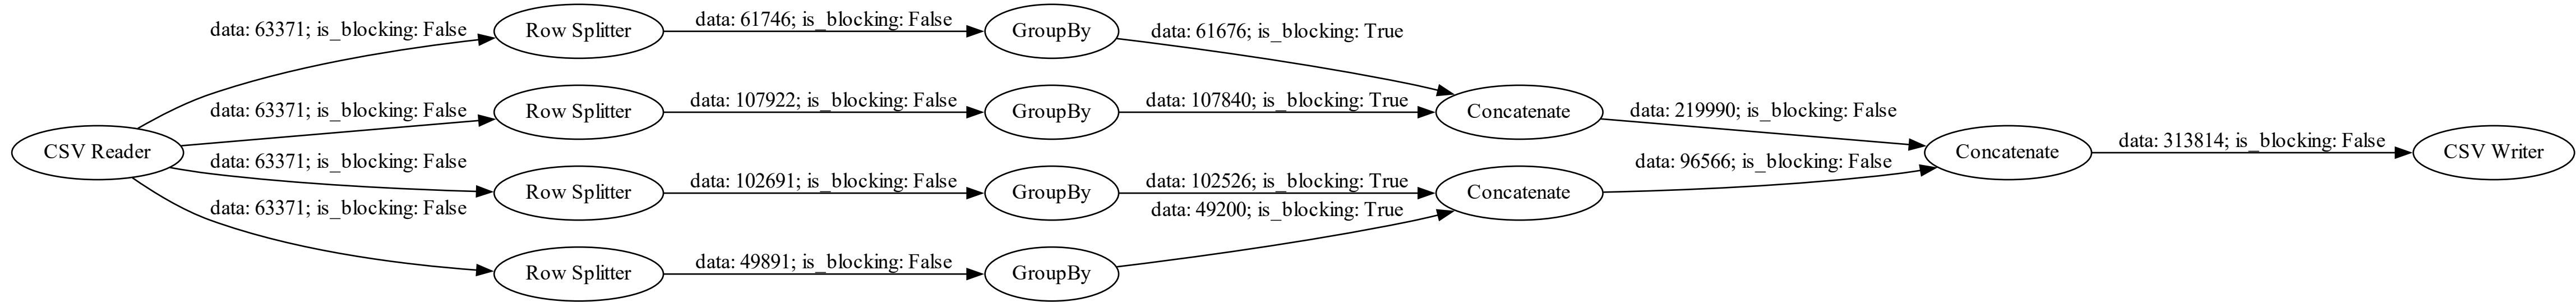 data: 63371; is_blocking: False
Row Splitter
data: 61746; is_blocking: False
GroupBy
data: 61676; is_blocking: True
data: 63371; is_blocking: False
Row Splitter
data: 107922; is_blocking: False
GroupBy
data: 107840; is_blocking: True
Concatenate
data: 219990; is_blocking: False
CSV Reader
data: 63371; is_blocking: False
Row Splitter
data: 102691; is_blocking: False
GroupBy
data: 102526; is_blocking: True
Concatenate
data: 96566; is_blocking: False
Concatenate
data: 313814; is_blocking: False
CSV Writer
data: 63371; is_blocking: False
Row Splitter
data: 49891; is_blocking: False
GroupBy
data: 49200; is_blocking: True